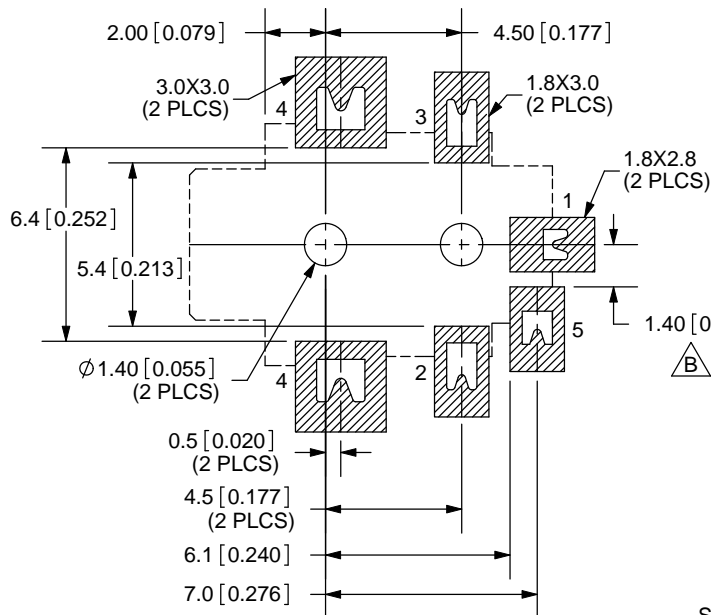 2.00 [0.079]
4.50 [0.177]
3.0X3.0
(2 PLCS)
4
3
1.8X3.0
(2 PLCS)
1.8X2.8
(2 PLCS)
1
6.4 [0.252]
5.4 [0.213]
1.40 [0
B
5
Ø1.40 [0.055]
(2 PLCS)
4
2
0.5 [0.020]
(2 PLCS)
4.5 [0.177]
(2 PLCS)
6.1 [0.240]
7.0 [0.276]